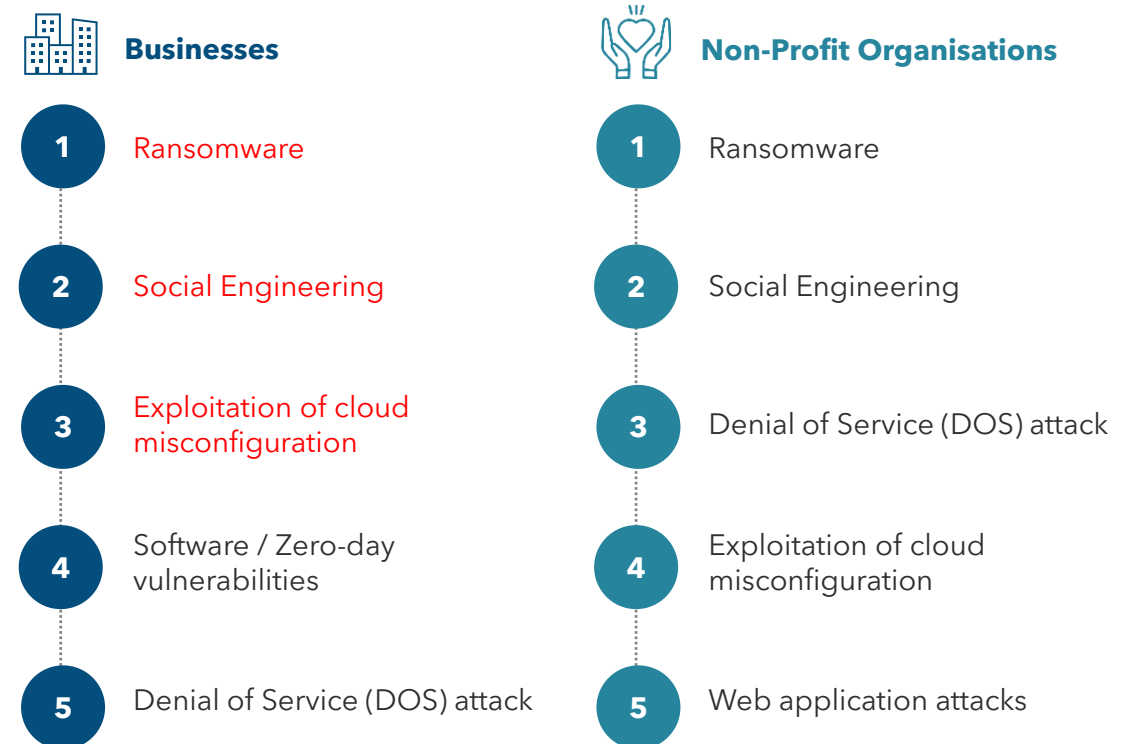 Businesses
1
Ransomware
2
Social Engineering
3
Exploitation of cloud
misconfiguration
4
Software / Zero-day
vulnerabilities
5
Denial of Service (DOS) attack
Non-Profit Organisations
1
Ransomware
2
Social Engineering
3
Denial of Service (DOS) attack
4
Exploitation of cloud
misconfiguration
5
Web application attacks